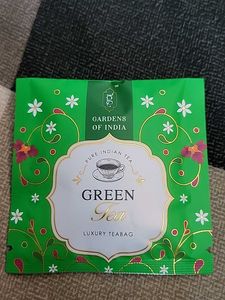 GARDENS
OF INDIA
PURE INDIAN TEA
GREEN
Tea
LUXURY TEABAG